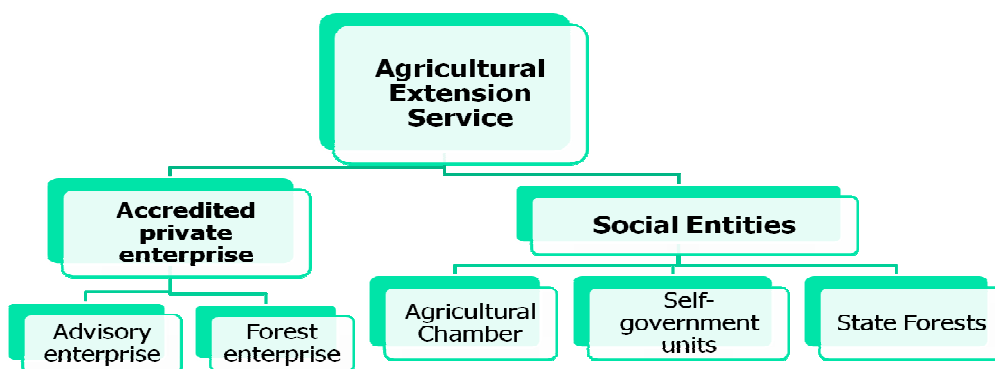 Agricultural
Extension
Service
Accredited
private
enterprise
Social Entities
Advisory
enterprise
Forest
enterprise
Agricultural
Chamber
Self-
government
units
State Forests